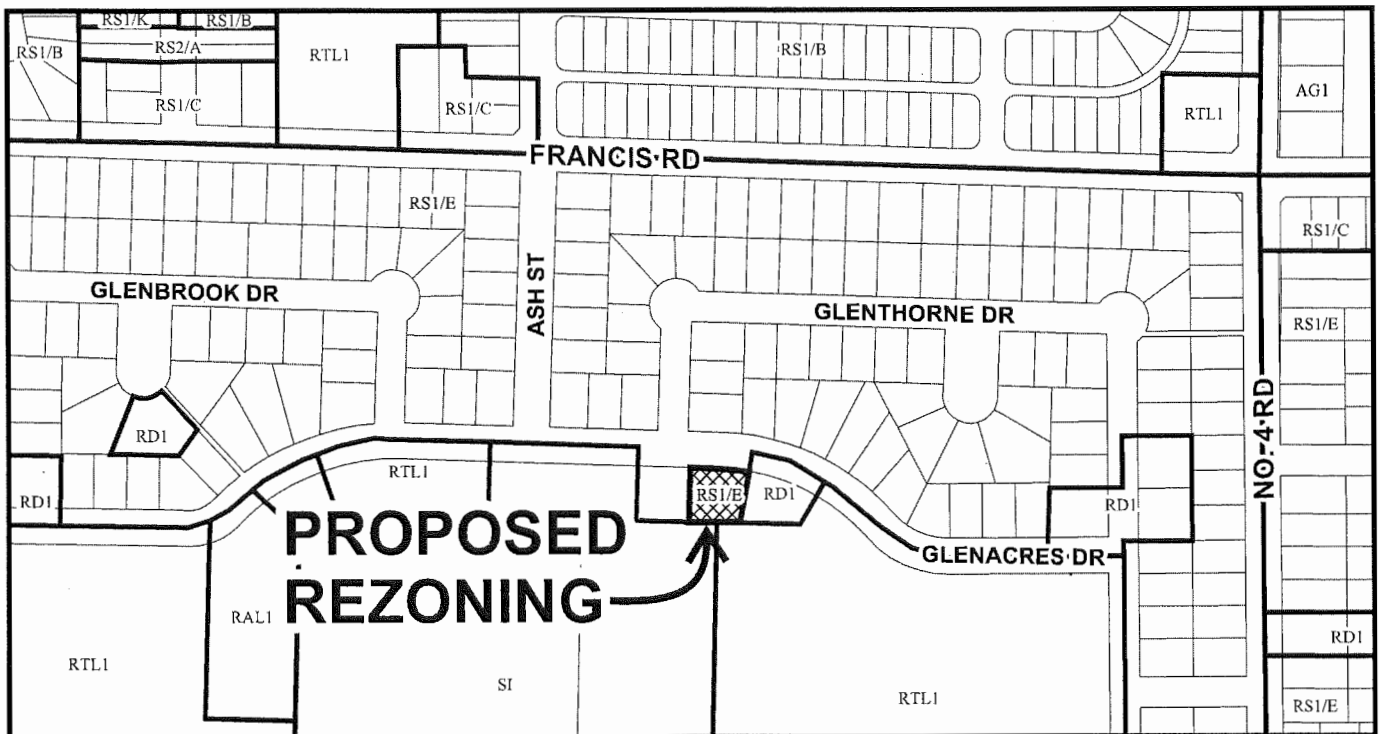 RS1/K
RS1/B
RS1/B
RS2/A
RTL1
RS1/B
RS1/C
RS1/C
AG1
RTL1
FRANCIS RD
RS1/E
RS1/C
ASH ST
GLENBROOK DR
GLENTHORNE DR
RS1/E
NO. 4 RD
RD1
RTL1
RS1/E
RD1
RD1
RD1
PROPOSED
REZONING
GLENACRES DR
RAL1
RD1
RTL1
SI
RTL1
RS1/E